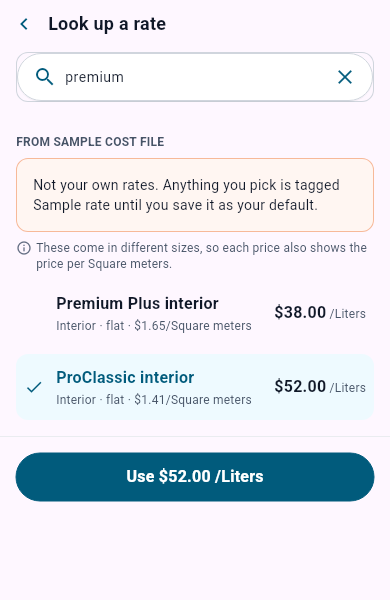 Look up a rate
premium
FROM SAMPLE COST FILE
Not your own rates. Anything you pick is tagged
Sample rate until you save it as your default.
These come in different sizes, so each price also shows the
price per Square meters.
Premium Plus interior
$38.00 /Liters
Interior · flat · $1.65/Square meters
ProClassic interior
$52.00 /Liters
Interior · flat · $1.41/Square meters
Use $52.00 /Liters